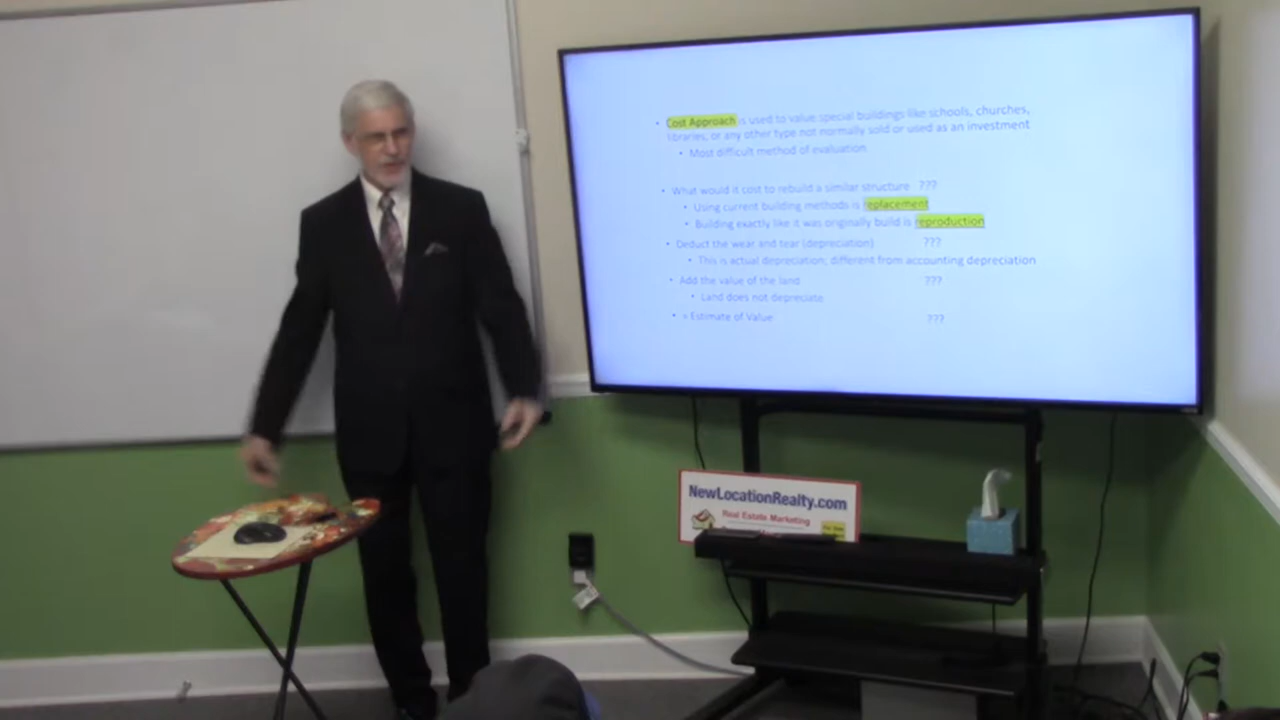 • Cost Approach is used to value special buildings like schools, churches,
libraries, or any other type not normally sold or used as an investment
• Most difficult method of evaluation
• What would it cost to rebuild a similar structure ???
• Using current building methods is replacement
• Building exactly like it was originally build is reproduction
• Deduct the wear and tear (depreciation) ???
• This is actual depreciation; different from accounting depreciation
• Add the value of the land ???
• Land does not depreciate
• = Estimate of Value ???
NewLocationRealty.com
Real Estate Marketing